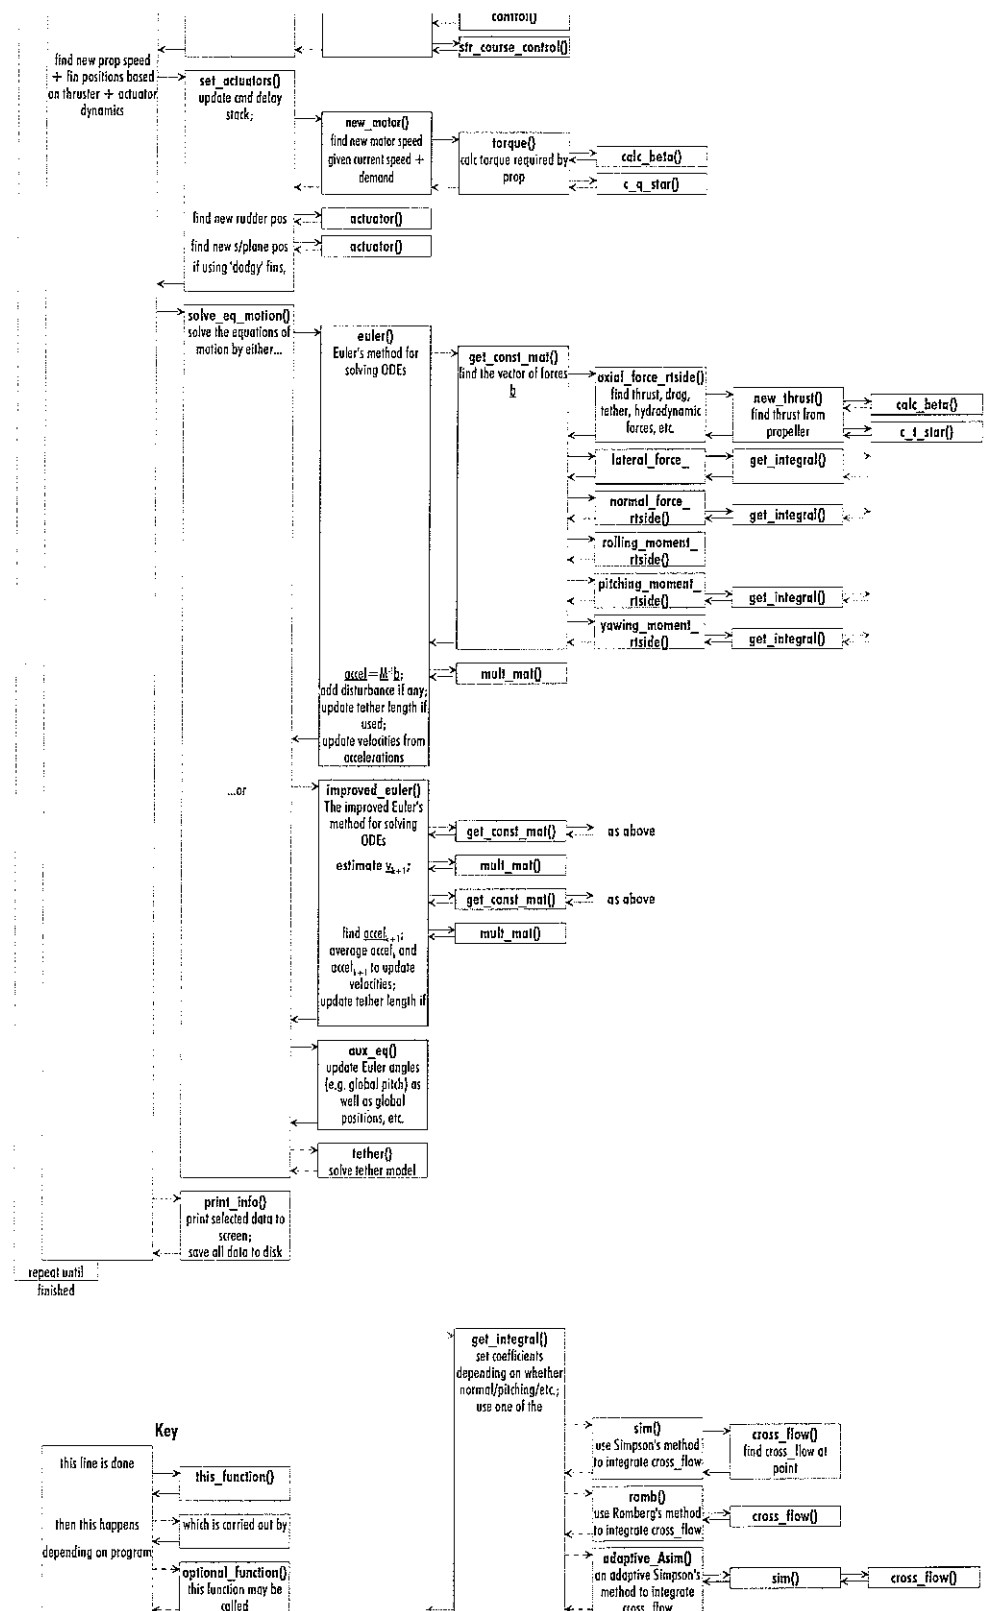 control()
str_course_control()
find new prop speed
+ fin positions based
on thruster + actuator
dynamics
set_actuators()
update cmd delay
stack;
new_motor()
find new motor speed
given current speed +
demand
torque()
calc torque required by
prop
calc_beta()
c_q_star()
find new rudder pos
actuator()
find new s/plane pos
actuator()
if using 'dodgy' fins,
solve_eq_motion()
solve the equations of
motion by either...
euler()
Euler's method for
solving ODEs
get_const_mat()
find the vector of forces
b
axial_force_rtside()
find thrust, drag,
tether, hydrodynamic
forces, etc.
new_thrust()
find thrust from
propeller
calc_beta()
c_t_star()
lateral_force_
get_integral()
normal_force_
rtside()
get_integral()
rolling_moment_
rtside()
pitching_moment_
rtside()
get_integral()
yawing_moment_
rtside()
get_integral()
accel=M⁻¹b;
add disturbance if any;
update tether length if
used;
update velocities from
accelerations
mult_mat()
...or
improved_euler()
The improved Euler's
method for solving
ODEs
get_const_mat()
as above
estimate v_k+1;
mult_mat()
get_const_mat()
as above
find accel_k+1;
average accel_k and
accel_k+1 to update
velocities;
update tether length if
mult_mat()
aux_eq()
update Euler angles
(e.g. global pitch) as
well as global
positions, etc.
tether()
solve tether model
print_info()
print selected data to
screen;
save all data to disk
repeat until
finished
get_integral()
set coefficients
depending on whether
normal/pitching/etc.;
use one of the
sim()
use Simpson's method
to integrate cross_flow
cross_flow()
find cross_flow at
point
romb()
use Romberg's method
to integrate cross_flow
cross_flow()
adaptive_Asim()
an adaptive Simpson's
method to integrate
cross_flow
sim()
cross_flow()
Key
this line is done
this_function()
then this happens
which is carried out by
depending on program
optional_function()
this function may be
called